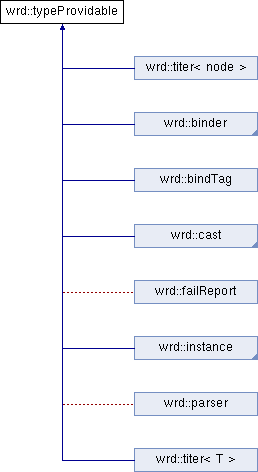 wrd::typeProvidable
wrd::titer< node >
wrd::binder
wrd::bindTag
wrd::cast
wrd::failReport
wrd::instance
wrd::parser
wrd::titer< T >